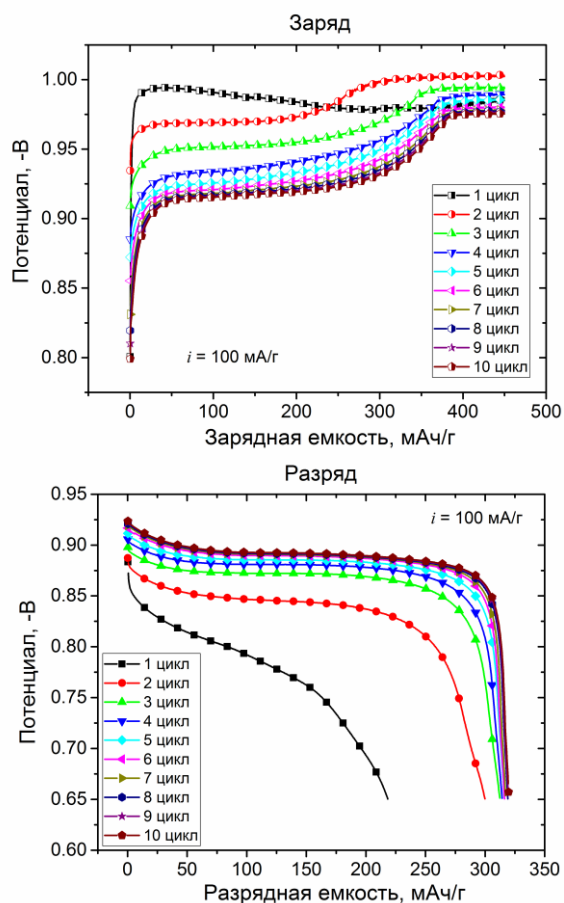 Заряд
Потенциал, -В
1.00
0.95
0.90
0.85
0.80
1 цикл
2 цикл
3 цикл
4 цикл
5 цикл
6 цикл
7 цикл
8 цикл
9 цикл
10 цикл
i = 100 мА/г
0
100
200
300
400
500
Зарядная емкость, мАч/г
Разряд
Потенциал, -В
0.95
0.90
0.85
0.80
0.75
0.70
0.65
0.60
i = 100 мА/г
1 цикл
2 цикл
3 цикл
4 цикл
5 цикл
6 цикл
7 цикл
8 цикл
9 цикл
10 цикл
0
50
100
150
200
250
300
350
Разрядная емкость, мАч/г